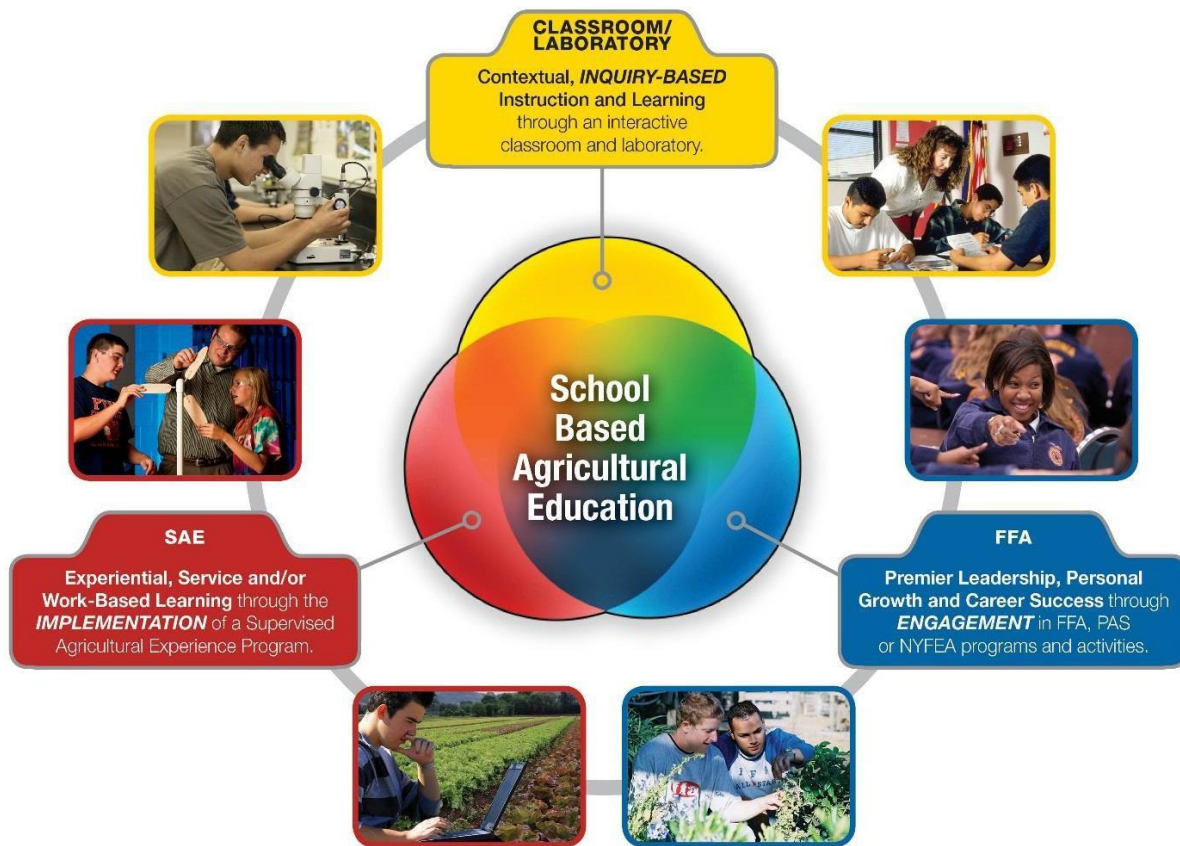 CLASSROOM/
LABORATORY
Contextual, INQUIRY-BASED
Instruction and Learning
through an interactive
classroom and laboratory.
School
Based
Agricultural
Education
SAE
Experiential, Service and/or
Work-Based Learning through the
IMPLEMENTATION of a Supervised
Agricultural Experience Program.
FFA
Premier Leadership, Personal
Growth and Career Success through
ENGAGEMENT in FFA, PAS
or NYFEA programs and activities.